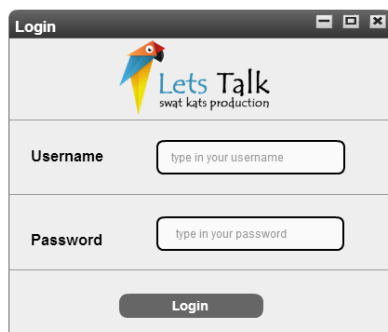 Login
Lets Talk
swat kats production
Username
type in your username
Password
type in your password
Login